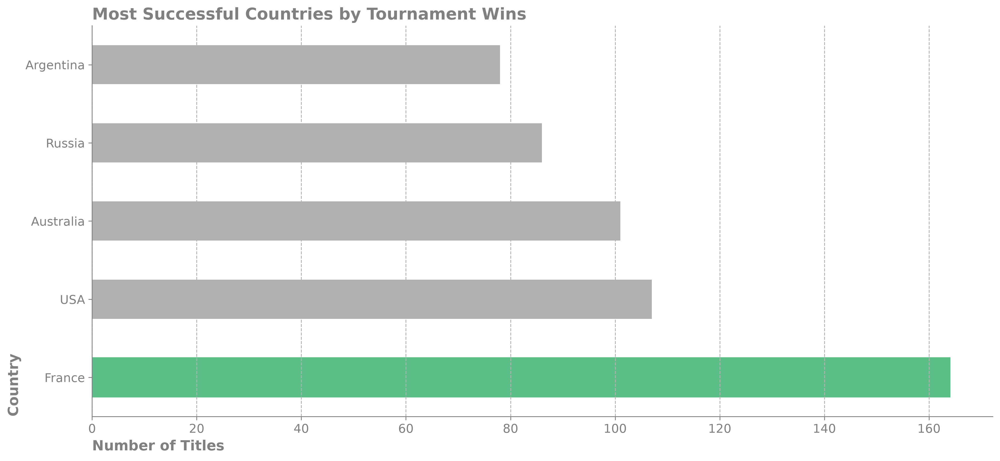 Most Successful Countries by Tournament Wins
Argentina
Russia
Australia
USA
France
Country
0 20 40 60 80 100 120 140 160
Number of Titles